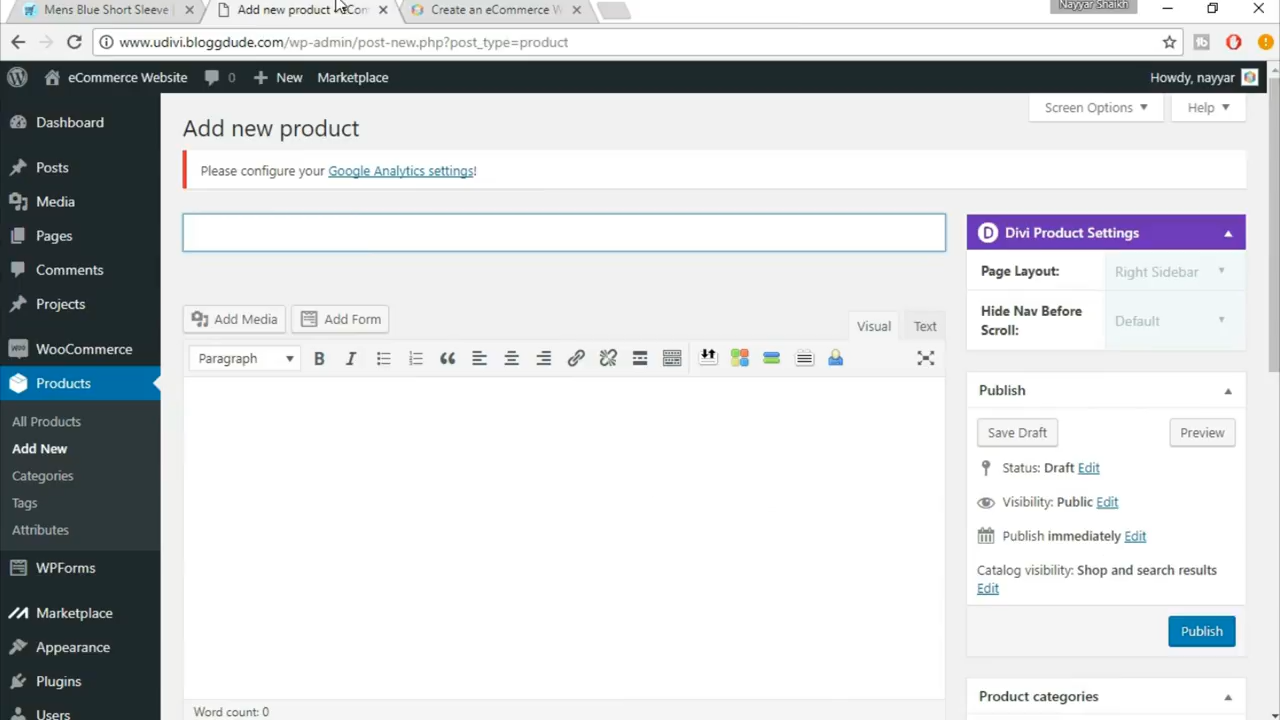 Mens Blue Short Sleeve
Add new product
Create an eCommerce W
Nayyar Shaikh
www.udivi.bloggdude.com/wp-admin/post-new.php?post_type=product
eCommerce Website
0
New
Marketplace
Howdy, nayyar
Screen Options
Help
Dashboard
Posts
Media
Pages
Comments
Projects
WooCommerce
Products
All Products
Add New
Categories
Tags
Attributes
WPForms
Marketplace
Appearance
Plugins
Users
Add new product
Please configure your Google Analytics settings!
Add Media
Add Form
Visual
Text
Paragraph
B
I
Word count: 0
D
Divi Product Settings
Page Layout:
Right Sidebar
Hide Nav Before
Scroll:
Default
Publish
Save Draft
Preview
Status: Draft Edit
Visibility: Public Edit
Publish immediately Edit
Catalog visibility: Shop and search results
Edit
Publish
Product categories